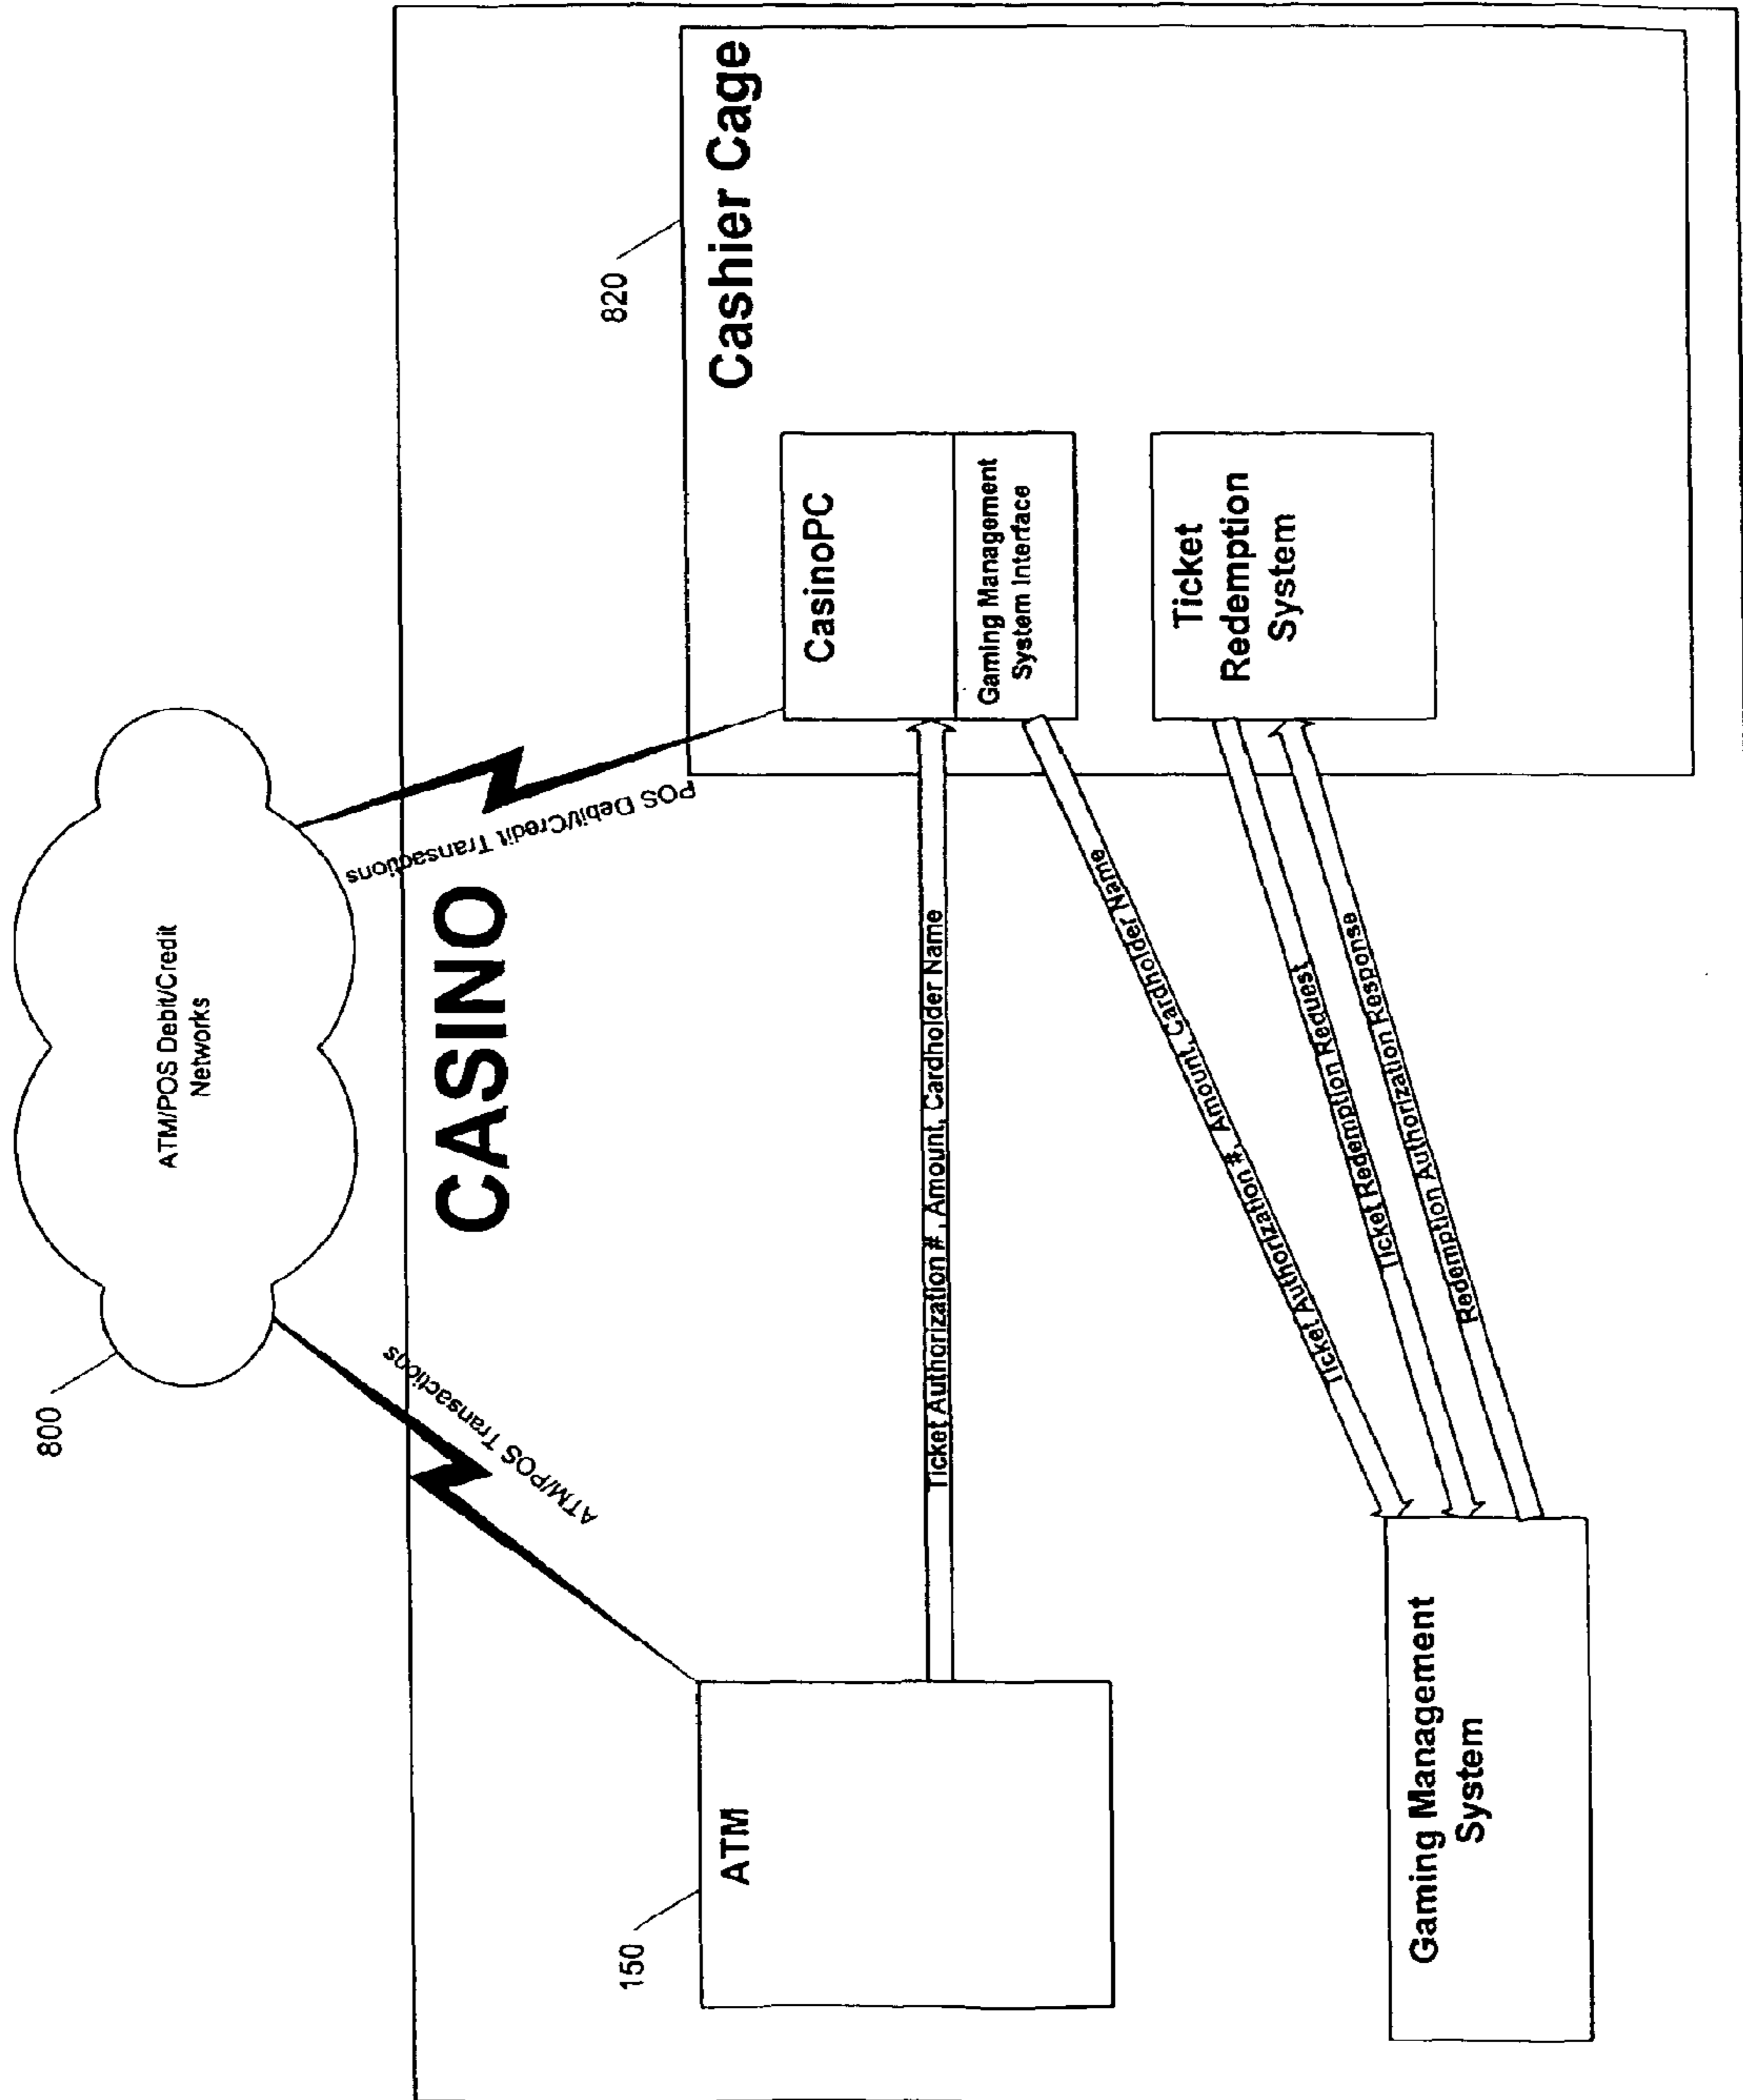 800
ATM/POS Debit/Credit
Networks
ATM/POS Transactions
POS Debit/Credit Transactions
CASINO
820
Cashier Cage
150
ATM
CasinoPC
Gaming Management
System Interface
Ticket Authorization #, Amount, Cardholder Name
Ticket Authorization #, Amount, Cardholder Name
Ticket
Redemption
System
Ticket Redemption Request
Redemption Authorization Response
Gaming Management
System